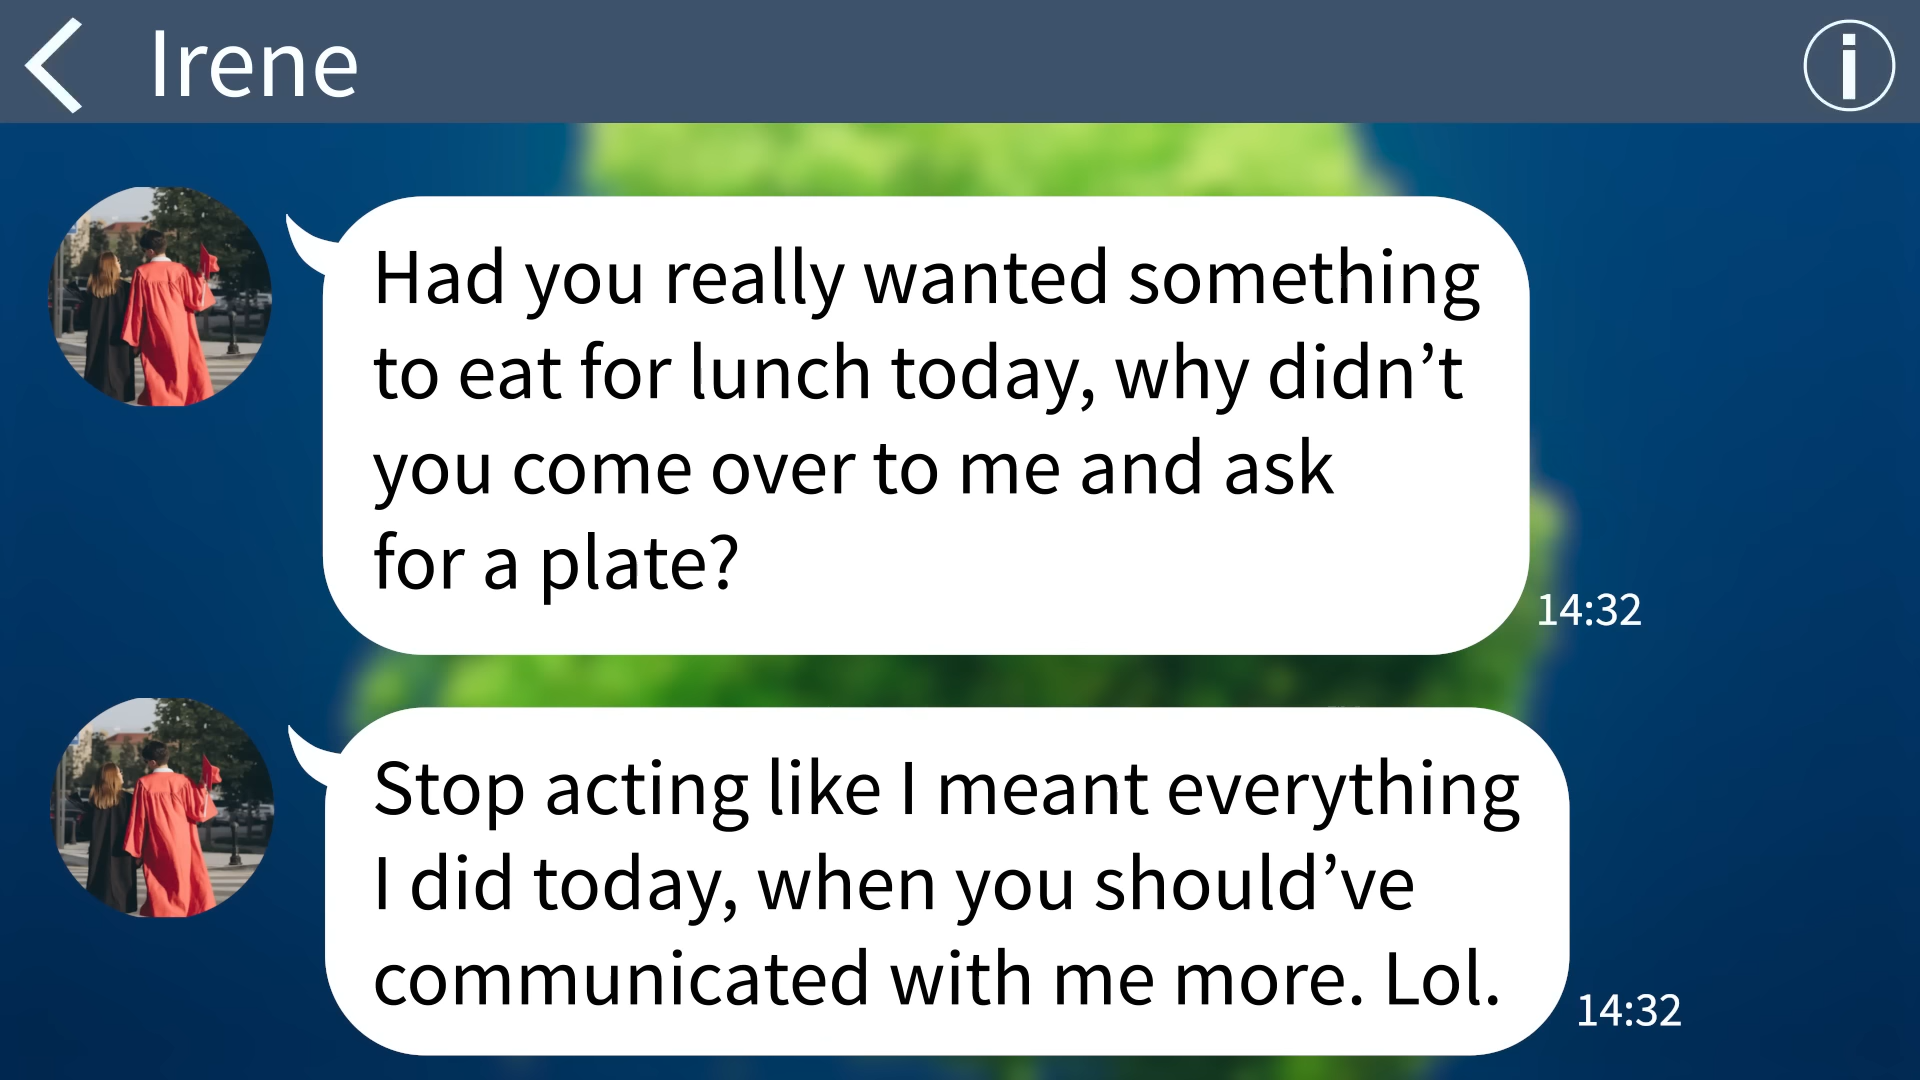 Irene
Had you really wanted something
to eat for lunch today, why didn’t
you come over to me and ask
for a plate?
14:32
Stop acting like I meant everything
I did today, when you should’ve
communicated with me more. Lol.
14:32